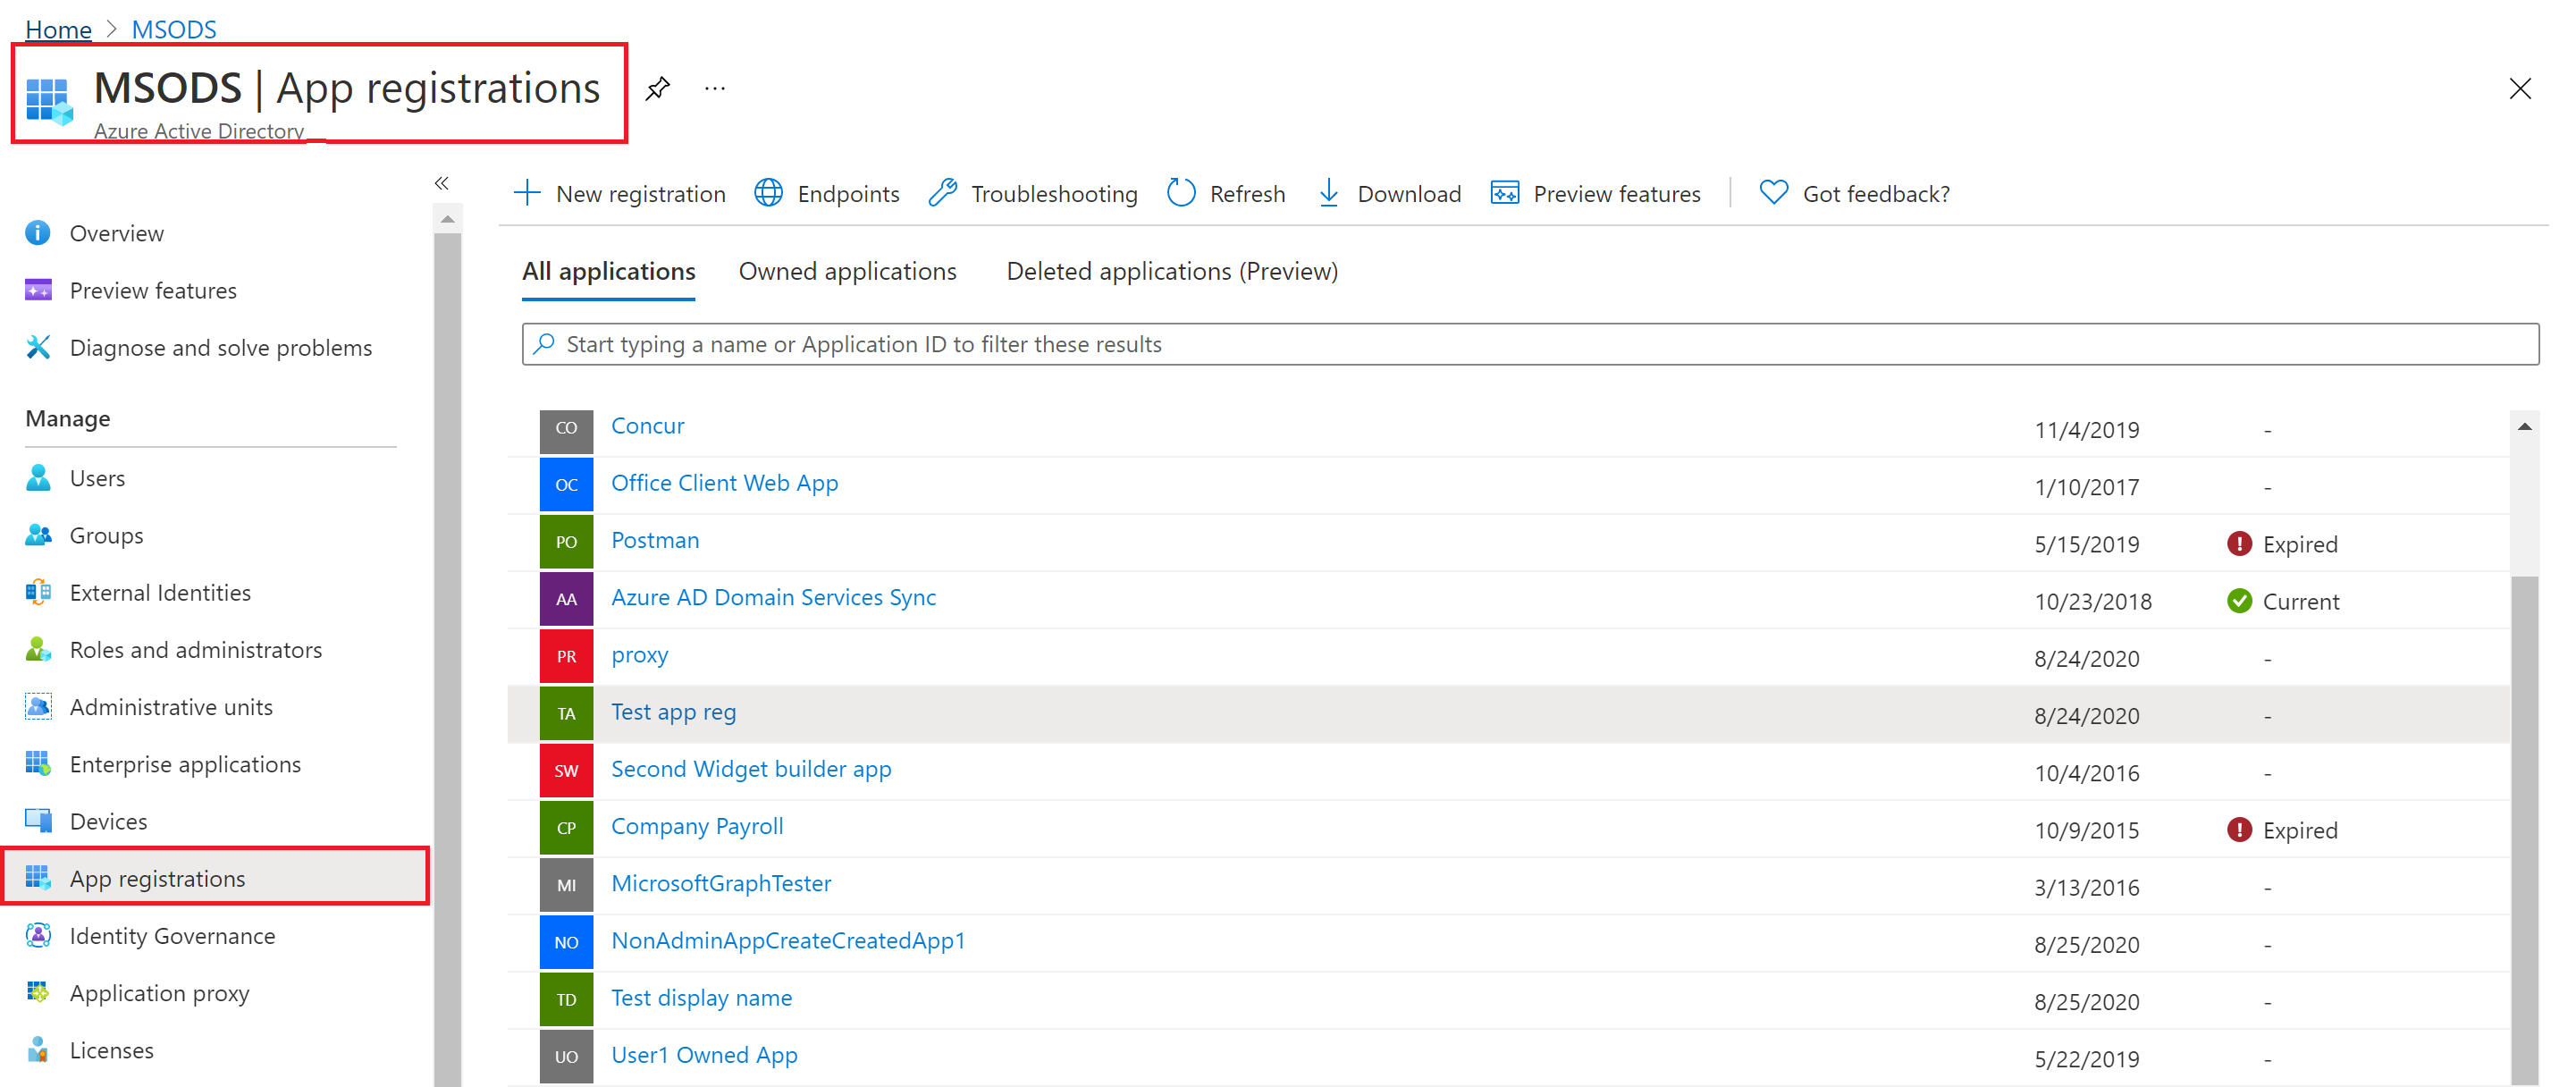 Home > MSODS
MSODS | App registrations
Azure Active Directory
New registration
Endpoints
Troubleshooting
Refresh
Download
Preview features
Got feedback?
Overview
Preview features
Diagnose and solve problems
Manage
Users
Groups
External Identities
Roles and administrators
Administrative units
Enterprise applications
Devices
App registrations
Identity Governance
Application proxy
Licenses
All applications
Owned applications
Deleted applications (Preview)
Start typing a name or Application ID to filter these results
CO Concur 11/4/2019 -
OC Office Client Web App 1/10/2017 -
PO Postman 5/15/2019 Expired
AA Azure AD Domain Services Sync 10/23/2018 Current
PR proxy 8/24/2020 -
TA Test app reg 8/24/2020 -
SW Second Widget builder app 10/4/2016 -
CP Company Payroll 10/9/2015 Expired
MI MicrosoftGraphTester 3/13/2016 -
NO NonAdminAppCreateCreatedApp1 8/25/2020 -
TD Test display name 8/25/2020 -
UO User1 Owned App 5/22/2019 -